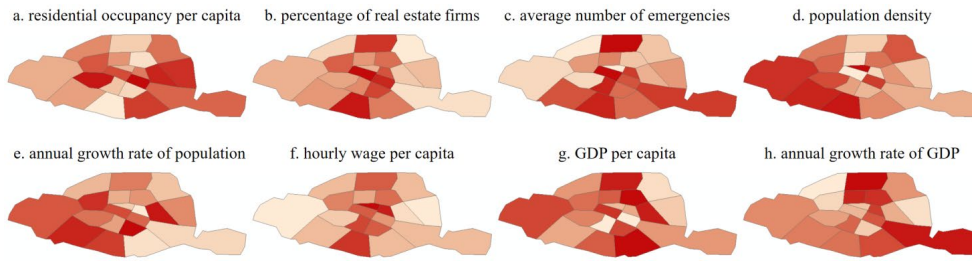 a. residential occupancy per capita
b. percentage of real estate firms
c. average number of emergencies
d. population density
e. annual growth rate of population
f. hourly wage per capita
g. GDP per capita
h. annual growth rate of GDP